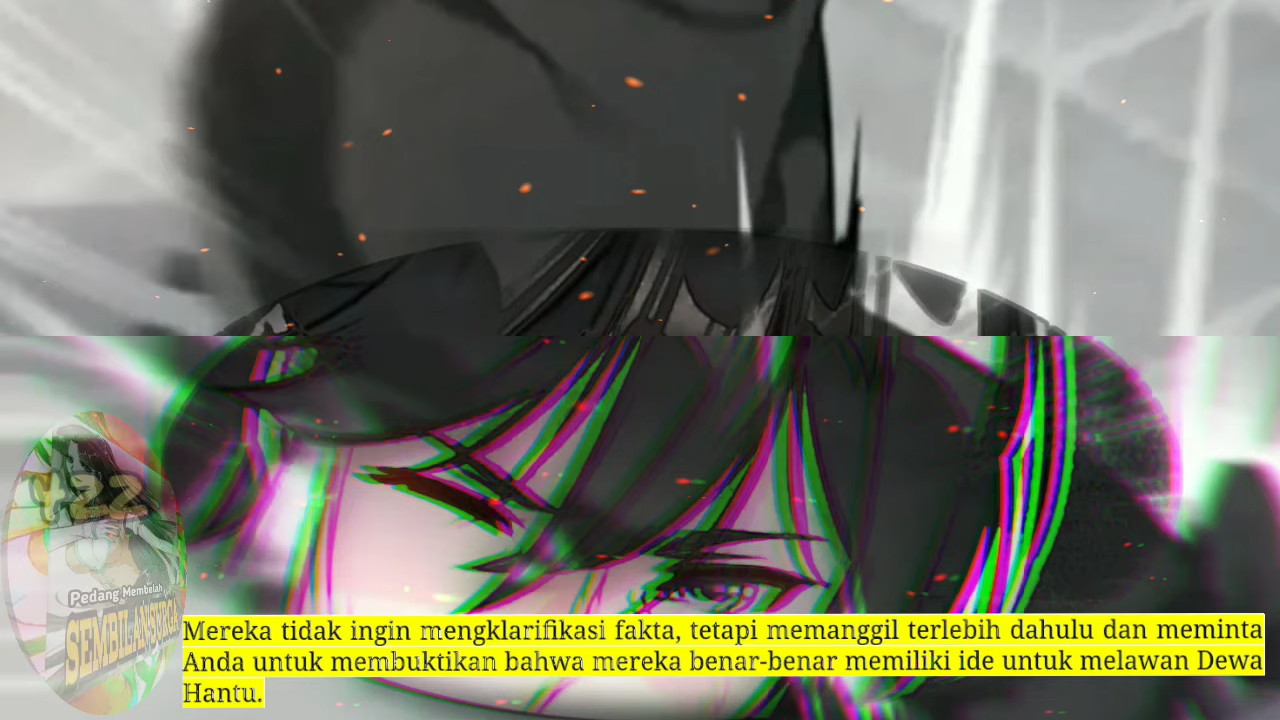 422
Pedang Membelah
SEMBILAN SURGA
Mereka tidak ingin mengklarifikasi fakta, tetapi memanggil terlebih dahulu dan meminta
Anda untuk membuktikan bahwa mereka benar-benar memiliki ide untuk melawan Dewa
Hantu.